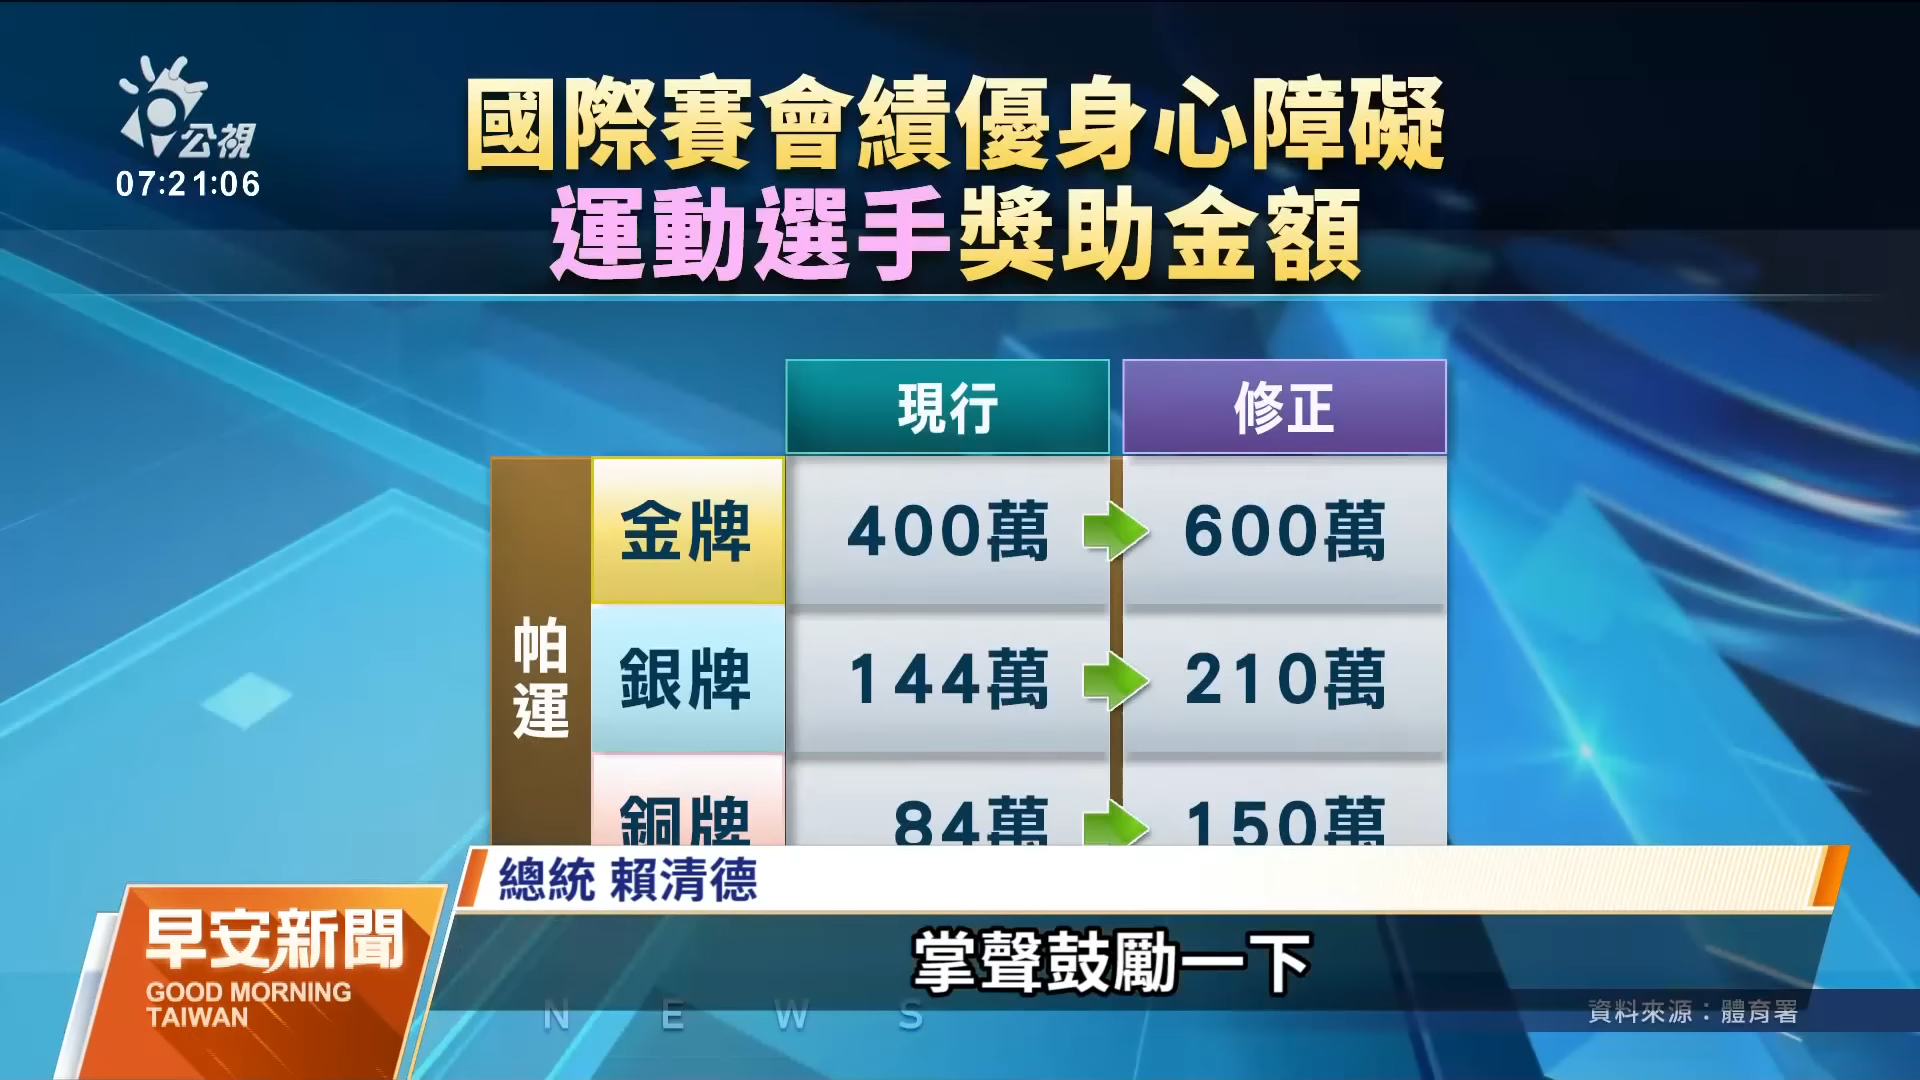 公視
07:21:06
國際賽會績優身心障礙
運動選手獎助金額
現行 修正
帕運
金牌 400萬 600萬
銀牌 144萬 210萬
銅牌 84萬 150萬
總統 賴清德
掌聲鼓勵一下
早安新聞
GOOD MORNING
TAIWAN
NEWS
資料來源：體育署